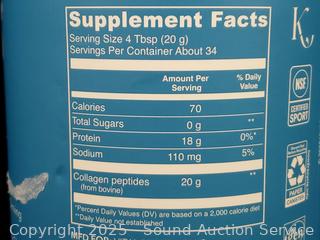 Supplement Facts
Serving Size 4 Tbsp (20 g)
Servings Per Container About 34
Amount Per Serving % Daily Value
Calories 70
Total Sugars 0 g **
Protein 18 g 0%*
Sodium 110 mg 5%
Collagen peptides 20 g **
(from bovine)
*Percent Daily Values (DV) are based on a 2,000 calorie diet
**Daily Value not established
K
NSF
CERTIFIED
SPORT
PAPER
CANISTER
Copyright 2025 - Sound Auction Service